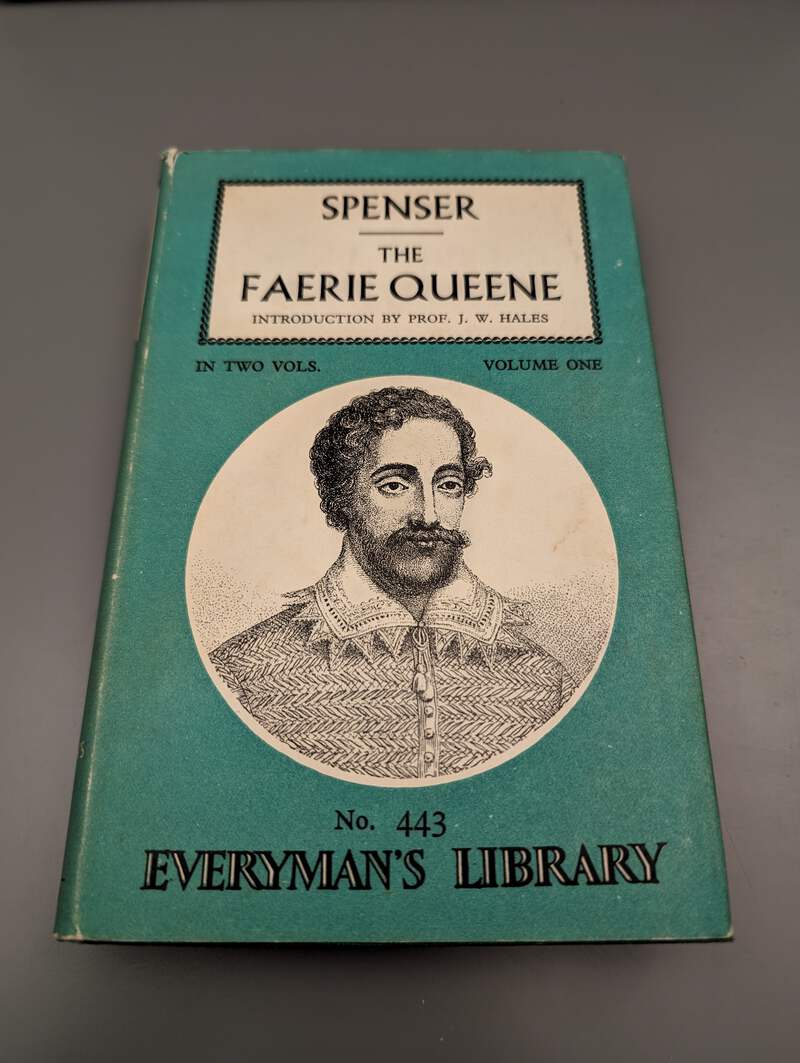 SPENSER
THE
FAERIE QUEENE
INTRODUCTION BY PROF. J. W. HALES
IN TWO VOLS. VOLUME ONE
No. 443
EVERYMAN'S LIBRARY